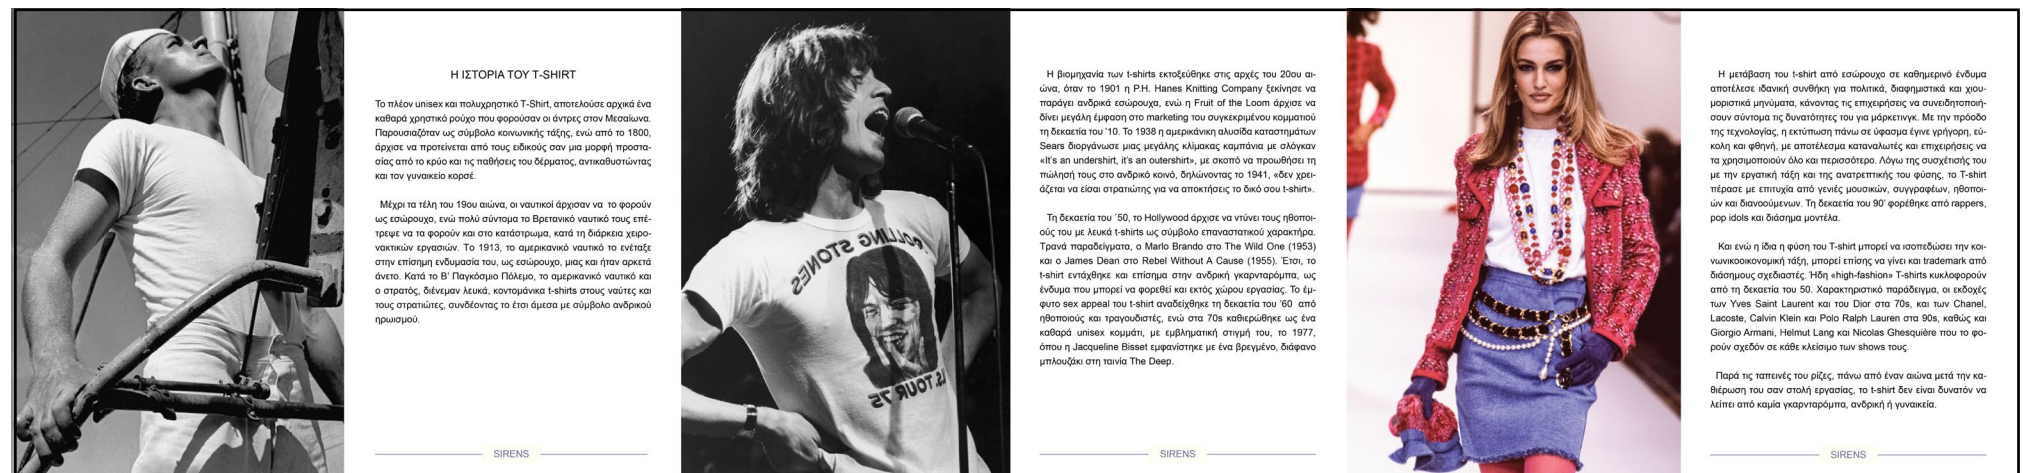 Η ΙΣΤΟΡΙΑ ΤΟΥ T-SHIRT
Το πλέον unisex και πολυχρηστικό T-Shirt, αποτελούσε αρχικά ένα
καθαρά χρηστικό ρούχο που φορούσαν οι άντρες στον Μεσαίωνα.
Παρουσιαζόταν ως σύμβολο κοινωνικής τάξης, ενώ από το 1800,
άρχισε να προτείνεται από τους ειδικούς σαν μια μορφή προστα-
σίας από το κρύο και τις παθήσεις του δέρματος, αντικαθιστώντας
και τον γυναικείο κορσέ.
Μέχρι τα τέλη του 19ου αιώνα, οι ναυτικοί άρχισαν να το φορούν
ως εσώρουχο, ενώ πολύ σύντομα το Βρετανικό ναυτικό τους επέ-
τρεψε να τα φορούν και στο κατάστρωμα, κατά τη διάρκεια χειρο-
νακτικών εργασιών. Το 1913, το αμερικανικό ναυτικό το ενέταξε
στην επίσημη ενδυμασία του, ως εσώρουχο, μιας και ήταν αρκετά
άνετο. Κατά το Β' Παγκόσμιο Πόλεμο, το αμερικανικό ναυτικό και
ο στρατός, διένεμαν λευκά, κοντομάνικα t-shirts στους ναύτες και
τους στρατιώτες, συνδέοντας το έτσι άμεσα με σύμβολο ανδρικού
ηρωισμού.
SIRENS
ROLLING STONES
U.S. TOUR 75
Η βιομηχανία των t-shirts εκτοξεύθηκε στις αρχές του 20ου αι-
ώνα, όταν το 1901 η P.H. Hanes Knitting Company ξεκίνησε να
παράγει ανδρικά εσώρουχα, ενώ η Fruit of the Loom άρχισε να
δίνει μεγάλη έμφαση στο marketing του συγκεκριμένου κομματιού
τη δεκαετία του '10. Το 1938 η αμερικάνικη αλυσίδα καταστημάτων
Sears διοργάνωσε μιας μεγάλης κλίμακας καμπάνια με σλόγκαν
«It's an undershirt, it's an outershirt», με σκοπό να προωθήσει τη
πώλησή τους στο ανδρικό κοινό, δηλώνοντας το 1941, «δεν χρει-
άζεται να είσαι στρατιώτης για να αποκτήσεις το δικό σου t-shirt».
Τη δεκαετία του ΄50, το Hollywood άρχισε να ντύνει τους ηθοποι-
ούς του με λευκά t-shirts ως σύμβολο επαναστατικού χαρακτήρα.
Τρανά παραδείγματα, ο Marlo Brando στο The Wild One (1953)
και ο James Dean στο Rebel Without A Cause (1955). Έτσι, το
t-shirt εντάχθηκε και επίσημα στην ανδρική γκαρνταρόμπα, ως
ένδυμα που μπορεί να φορεθεί και εκτός χώρου εργασίας. Το έμ-
φυτο sex appeal του t-shirt αναδείχθηκε τη δεκαετία του '60 από
ηθοποιούς και τραγουδιστές, ενώ στα 70s καθιερώθηκε ως ένα
καθαρά unisex κομμάτι, με εμβληματική στιγμή του, το 1977,
όπου η Jacqueline Bisset εμφανίστηκε με ένα βρεγμένο, διάφανο
μπλουζάκι στη ταινία The Deep.
SIRENS
Η μετάβαση του t-shirt από εσώρουχο σε καθημερινό ένδυμα
αποτέλεσε ιδανική συνθήκη για πολιτικά, διαφημιστικά και χιου-
μοριστικά μηνύματα, κάνοντας τις επιχειρήσεις να συνειδητοποιή-
σουν σύντομα τις δυνατότητες του για μάρκετινγκ. Με την πρόοδο
της τεχνολογίας, η εκτύπωση πάνω σε ύφασμα έγινε γρήγορη, εύ-
κολη και φθηνή, με αποτέλεσμα καταναλωτές και επιχειρήσεις να
τα χρησιμοποιούν όλο και περισσότερο. Λόγω της συσχέτισής του
με την εργατική τάξη και της ανατρεπτικής του φύσης, το T-shirt
πέρασε με επιτυχία από γενιές μουσικών, συγγραφέων, ηθοποι-
ών και διανοούμενων. Τη δεκαετία του 90' φορέθηκε από rappers,
pop idols και διάσημα μοντέλα.
Και ενώ η ίδια η φύση του T-shirt μπορεί να ισοπεδώσει την κοι-
νωνικοοικονομική τάξη, μπορεί επίσης να γίνει και trademark από
διάσημους σχεδιαστές. Ήδη «high-fashion» T-shirts κυκλοφορούν
από τη δεκαετία του 50. Χαρακτηριστικό παράδειγμα, οι εκδοχές
των Yves Saint Laurent και του Dior στα 70s, και των Chanel,
Lacoste, Calvin Klein και Polo Ralph Lauren στα 90s, καθώς και
Giorgio Armani, Helmut Lang και Nicolas Ghesquière που το φο-
ρούν σχεδόν σε κάθε κλείσιμο των shows τους.
Παρά τις ταπεινές του ρίζες, πάνω από έναν αιώνα μετά την κα-
θιέρωση του σαν στολή εργασίας, το t-shirt δεν είναι δυνατόν να
λείπει από καμία γκαρνταρόμπα, ανδρική ή γυναικεία.
SIRENS